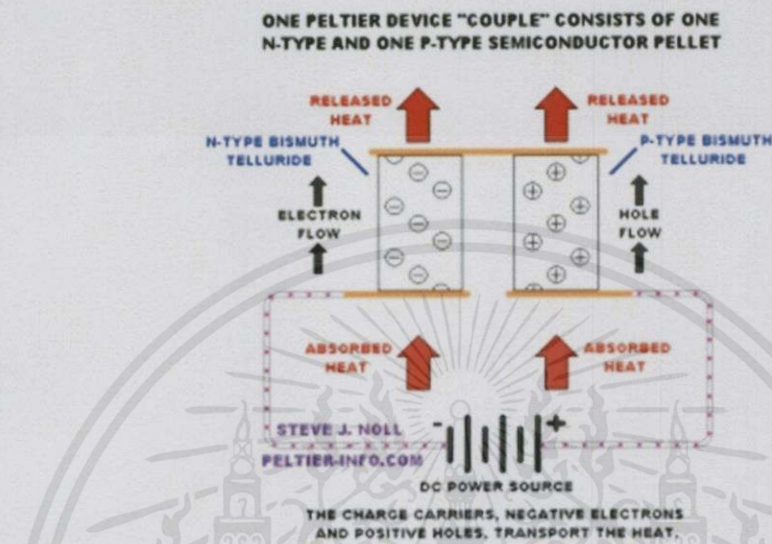 ONE PELTIER DEVICE "COUPLE" CONSISTS OF ONE
N-TYPE AND ONE P-TYPE SEMICONDUCTOR PELLET
RELEASED
HEAT
RELEASED
HEAT
N-TYPE BISMUTH
TELLURIDE
P-TYPE BISMUTH
TELLURIDE
ELECTRON
FLOW
HOLE
FLOW
ABSORBED
HEAT
ABSORBED
HEAT
- +
STEVE J. NOLL
PELTIER-INFO.COM
DC POWER SOURCE
THE CHARGE CARRIERS, NEGATIVE ELECTRONS
AND POSITIVE HOLES, TRANSPORT THE HEAT.